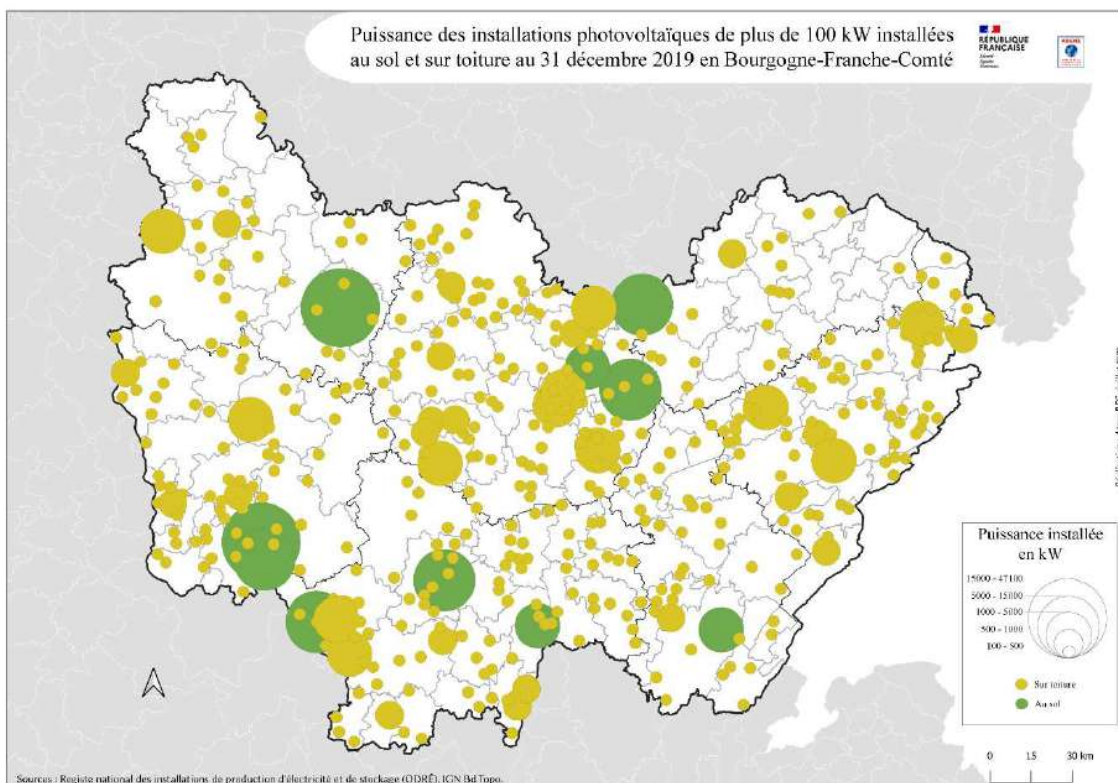 Puissance des installations photovoltaïques de plus de 100 kW installées
au sol et sur toiture au 31 décembre 2019 en Bourgogne-Franche-Comté
RÉPUBLIQUE
FRANÇAISE
Puissance installée
en kW
15000 - 47100
5000 - 15000
1000 - 5000
500 - 1000
100 - 500
Sur toiture
Au sol
0 15 30 km
Sources : Registe national des installations de production d'électricité et de stockage (ODRÉ), IGN Bd Topo.